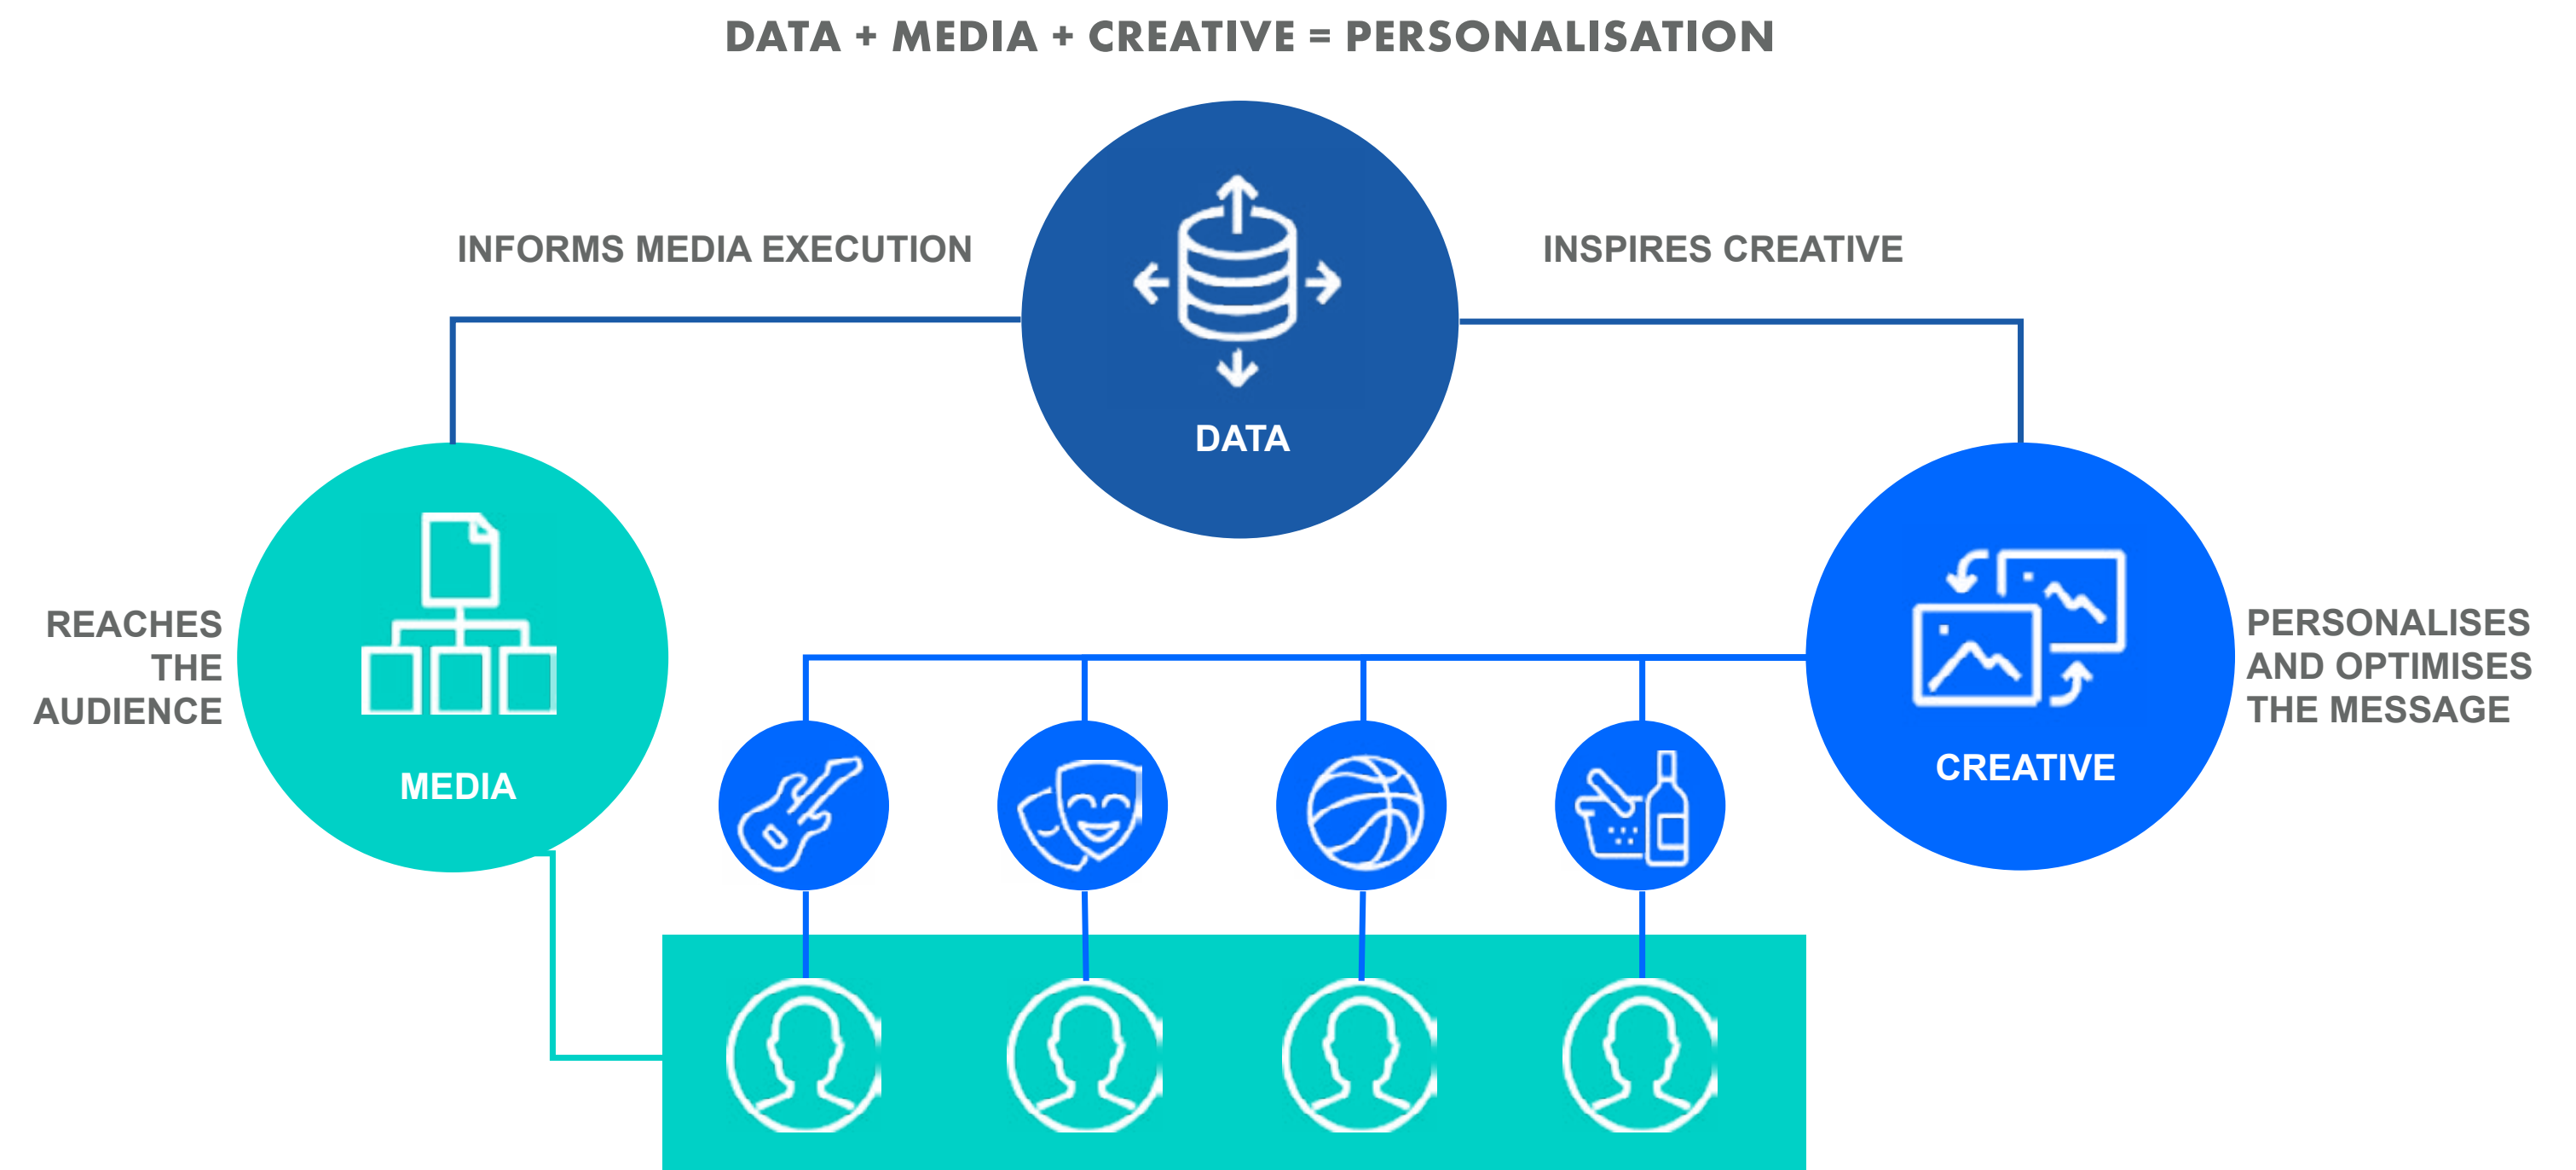 DATA + MEDIA + CREATIVE = PERSONALISATION
INFORMS MEDIA EXECUTION
INSPIRES CREATIVE
DATA
REACHES
THE
AUDIENCE
MEDIA
CREATIVE
PERSONALISES
AND OPTIMISES
THE MESSAGE